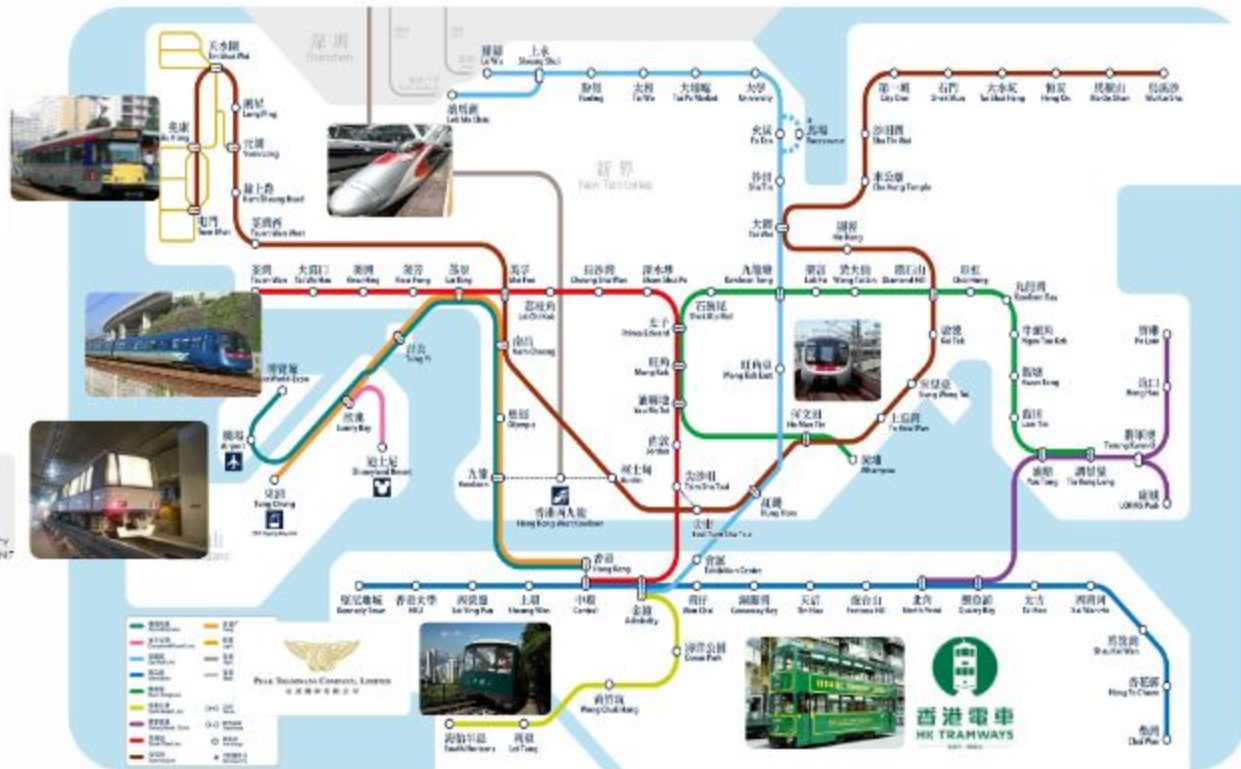 深圳
Shenzhen
羅湖
Lo Wu
上水
Sheung Shui
粉嶺
Fanling
太和
Tai Wo
大埔墟
Tai Po Market
大學
University
落馬洲
Lok Ma Chau
火炭
Fo Tan
馬場
Racecourse
沙田
Sha Tin
大圍
Tai Wai
第一城
City One
石門
Shek Mun
大水坑
Tai Shui Hang
恆安
Heng On
馬鞍山
Ma On Shan
烏溪沙
Wu Kai Sha
沙田圍
Sha Tin Wai
車公廟
Che Kung Temple
顯徑
Hin Keng
新界
New Territories
天水圍
Tin Shui Wai
朗屏
Long Ping
元朗
Yuen Long
錦上路
Kam Sheung Road
兆康
屯門
Tuen Mun
荃灣西
Tsuen Wan West
荃灣
Tsuen Wan
大窩口
Tai Wo Hau
葵興
Kwai Hing
葵芳
Kwai Fong
荔景
Lai King
美孚
Mei Foo
荔枝角
Lai Chi Kok
長沙灣
Cheung Sha Wan
深水埗
Sham Shui Po
九龍塘
Kowloon Tong
樂富
Lok Fu
黃大仙
Wong Tai Sin
鑽石山
Diamond Hill
彩虹
Choi Hung
九龍灣
Kowloon Bay
石硤尾
Shek Kip Mei
太子
Prince Edward
旺角
Mong Kok
油麻地
Yau Ma Tei
佐敦
Jordan
尖沙咀
Tsim Sha Tsui
尖東
East Tsim Sha Tsui
旺角東
Mong Kok East
何文田
Ho Man Tin
黃埔
Whampoa
紅磡
Hung Hom
啟德
Kai Tak
宋皇臺
Sung Wong Toi
土瓜灣
To Kwa Wan
牛頭角
Ngau Tau Kok
觀塘
Kwun Tong
藍田
Lam Tin
油塘
Yau Tong
調景嶺
Tiu Keng Leng
將軍澳
Tseung Kwan O
坑口
Hang Hau
寶琳
Po Lam
康城
LOHAS Park
南昌
Nam Cheong
奧運
Olympic
九龍
Kowloon
柯士甸
Austin
香港西九龍
Hong Kong West Kowloon
青衣
Tsing Yi
欣澳
Sunny Bay
迪士尼
Disneyland Resort
博覽館
機場
Airport
東涌
Tung Chung
香港
Hong Kong
中環
Central
金鐘
Admiralty
會展
Exhibition Centre
堅尼地城
Kennedy Town
香港大學
HKU
西營盤
Sai Ying Pun
上環
Sheung Wan
灣仔
Wan Chai
銅鑼灣
Causeway Bay
天后
Tin Hau
炮台山
Fortress Hill
北角
North Point
鰂魚涌
Quarry Bay
太古
Tai Koo
西灣河
Sai Wan Ho
筲箕灣
Shau Kei Wan
杏花邨
Heng Fa Chuen
柴灣
Chai Wan
海洋公園
Ocean Park
黃竹坑
Wong Chuk Hang
利東
Lei Tung
海怡半島
South Horizons
PEAK TRAMWAYS COMPANY, LIMITED
香港電車
HK TRAMWAYS